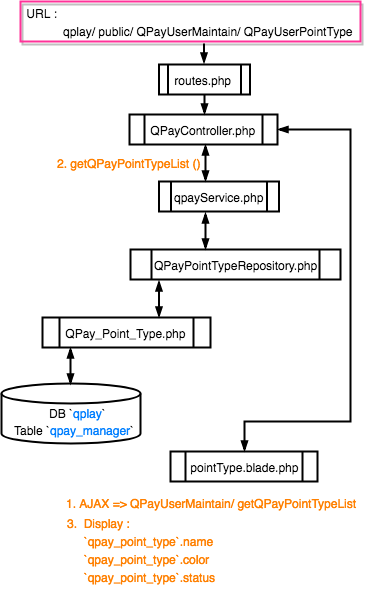 URL :
qplay/ public/ QPayUserMaintain/ QPayUserPointType
routes.php
QPayController.php
2. getQPayPointTypeList ()
qpayService.php
QPayPointTypeRepository.php
QPay_Point_Type.php
DB `qplay`
Table `qpay_manager`
pointType.blade.php
1. AJAX => QPayUserMaintain/ getQPayPointTypeList
3. Display :
`qpay_point_type`.name
`qpay_point_type`.color
`qpay_point_type`.status